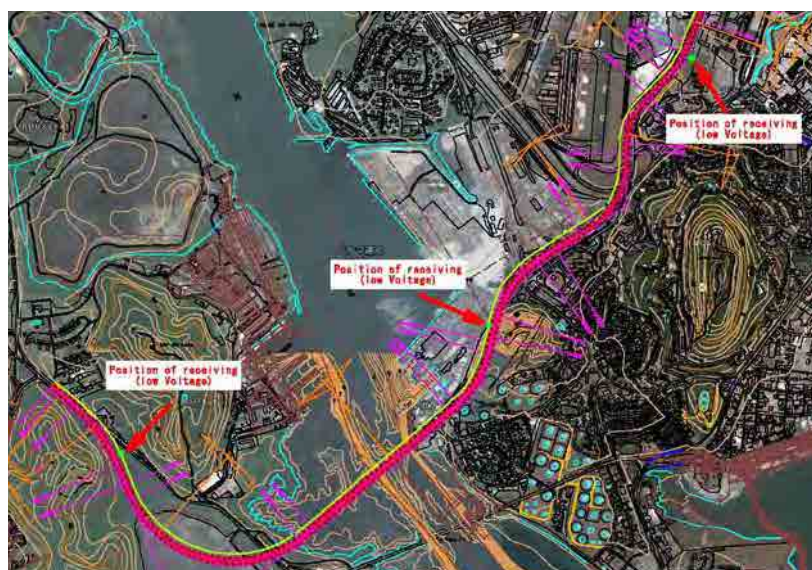 Position of receiving
(low Voltage)
Position of receiving
(low Voltage)
Position of receiving
(low Voltage)